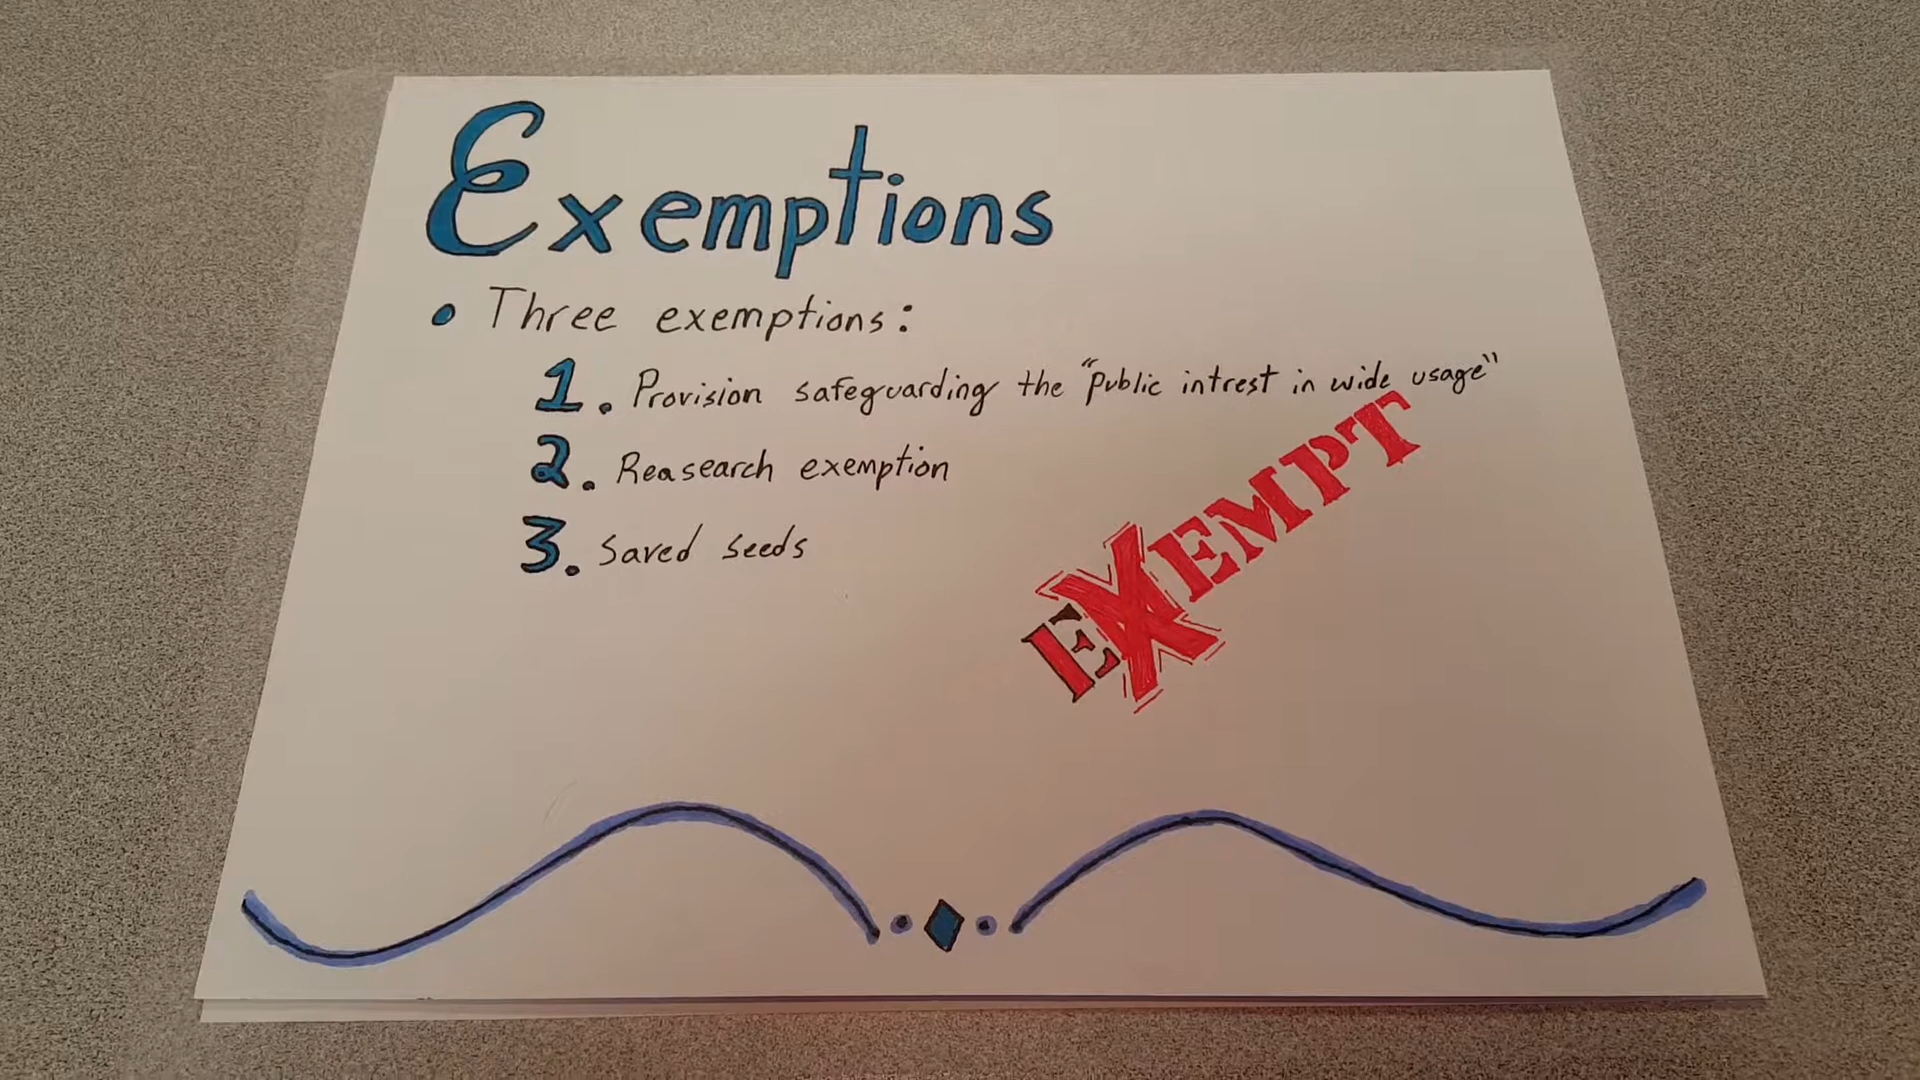 Exemptions
• Three exemptions:
1. Provision safeguarding the "public intrest in wide usage"
2. Reasearch exemption
3. Saved seeds
EXEMPT